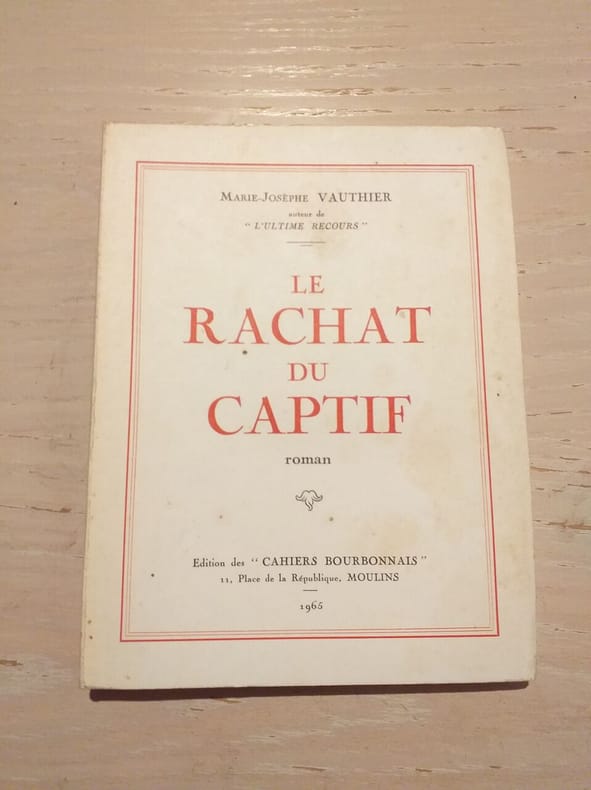 Marie-Josèphe VAUTHIER
auteur de
" L'ULTIME RECOURS "
LE
RACHAT
DU
CAPTIF
roman
Edition des " CAHIERS BOURBONNAIS "
11, Place de la République, MOULINS
1965